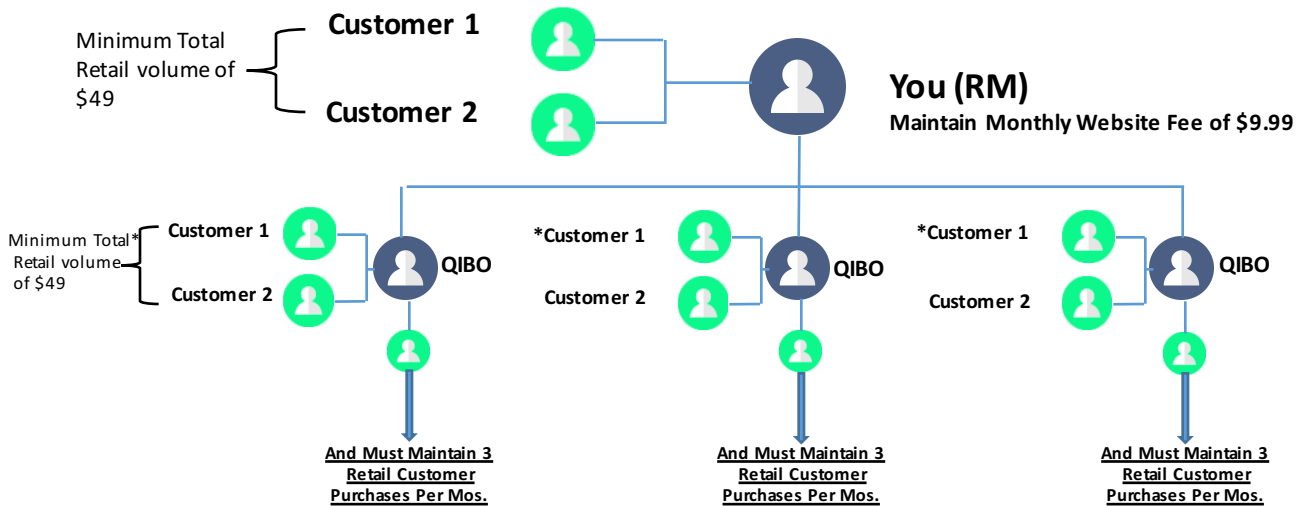 Customer 1
Minimum Total
Retail volume of
$49
Customer 2
You (RM)
Maintain Monthly Website Fee of $9.99
Minimum Total*
Retail volume
of $49
Customer 1
Customer 2
QIBO
*Customer 1
Customer 2
QIBO
*Customer 1
Customer 2
QIBO
And Must Maintain 3
Retail Customer
Purchases Per Mos.
And Must Maintain 3
Retail Customer
Purchases Per Mos.
And Must Maintain 3
Retail Customer
Purchases Per Mos.